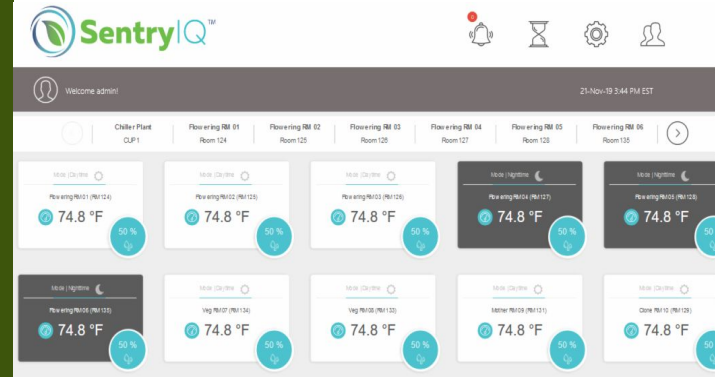 SentryIQ™
0
Welcome admin!
21-Nov-19 3:44 PM EST
Chiller Plant
CUP1
Flowering RM 01
Room 124
Flowering RM 02
Room 125
Flowering RM 03
Room 126
Flowering RM 04
Room 127
Flowering RM 05
Room 128
Flowering RM 06
Room 135
Mode | Daytime
Flowering RM01 (RM124)
74.8 °F
50 %
Mode | Daytime
Flowering RM02 (RM125)
74.8 °F
50 %
Mode | Daytime
Flowering RM03 (RM126)
74.8 °F
50 %
Mode | Nighttime
Flowering RM04 (RM127)
74.8 °F
50 %
Mode | Nighttime
Flowering RM05 (RM128)
74.8 °F
50
Mode | Nighttime
Flowering RM06 (RM135)
74.8 °F
50 %
Mode | Daytime
Veg RM07 (RM134)
74.8 °F
50 %
Mode | Daytime
Veg RM08 (RM133)
74.8 °F
50 %
Mode | Daytime
Mother RM09 (RM131)
74.8 °F
50 %
Mode | Daytime
Clone RM10 (RM129)
74.8 °F
50